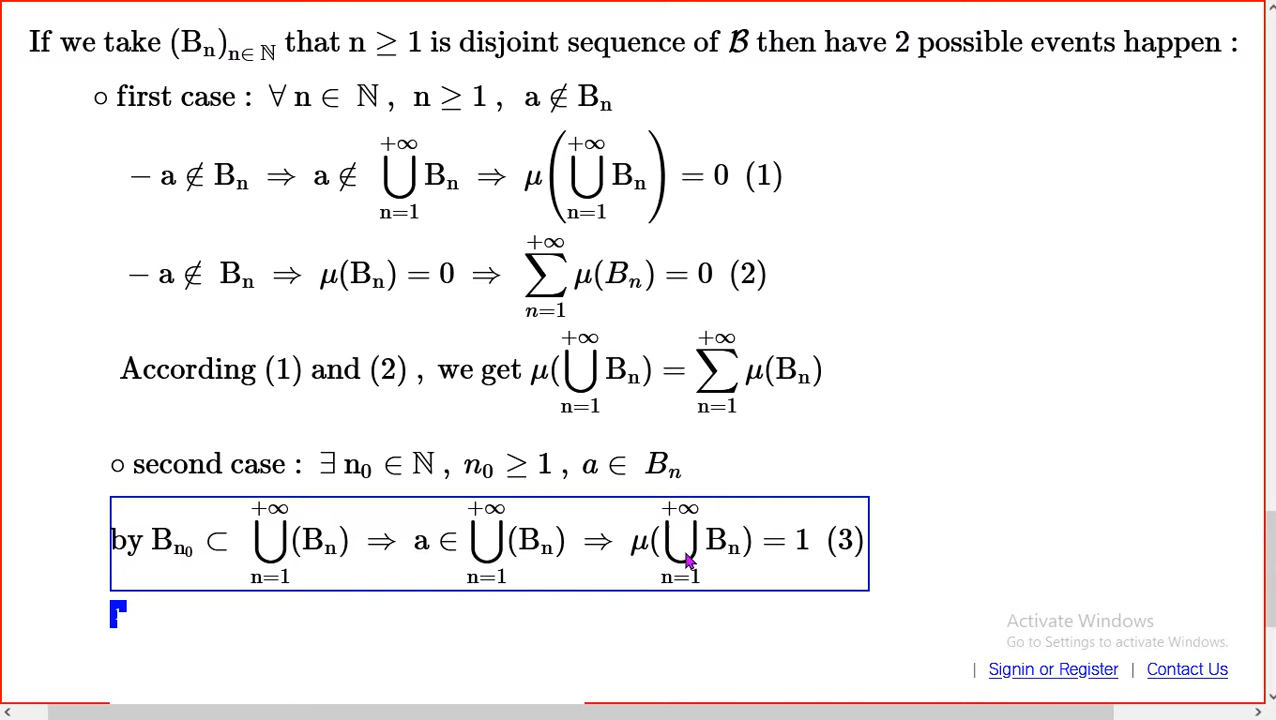 If we take (Bₙ)ₙ∈ ℕ that n ≥ 1 is disjoint sequence of ℬ then have 2 possible events happen :
○ first case : ∀ n ∈ ℕ , n ≥ 1 , a ∉ Bₙ
− a ∉ Bₙ ⇒ a ∉ ⋃_{n=1}^{+∞} Bₙ ⇒ μ(⋃_{n=1}^{+∞} Bₙ) = 0 (1)
− a ∉ Bₙ ⇒ μ(Bₙ) = 0 ⇒ ∑_{n=1}^{+∞} μ(Bₙ) = 0 (2)
According (1) and (2) , we get μ(⋃_{n=1}^{+∞} Bₙ) = ∑_{n=1}^{+∞} μ(Bₙ)
○ second case : ∃ n₀ ∈ ℕ , n₀ ≥ 1 , a ∈ Bₙ
by B_{n₀} ⊂ ⋃_{n=1}^{+∞} (Bₙ) ⇒ a ∈ ⋃_{n=1}^{+∞} (Bₙ) ⇒ μ(⋃_{n=1}^{+∞} Bₙ) = 1 (3)
Activate Windows
Go to Settings to activate Windows.
| Signin or Register | Contact Us